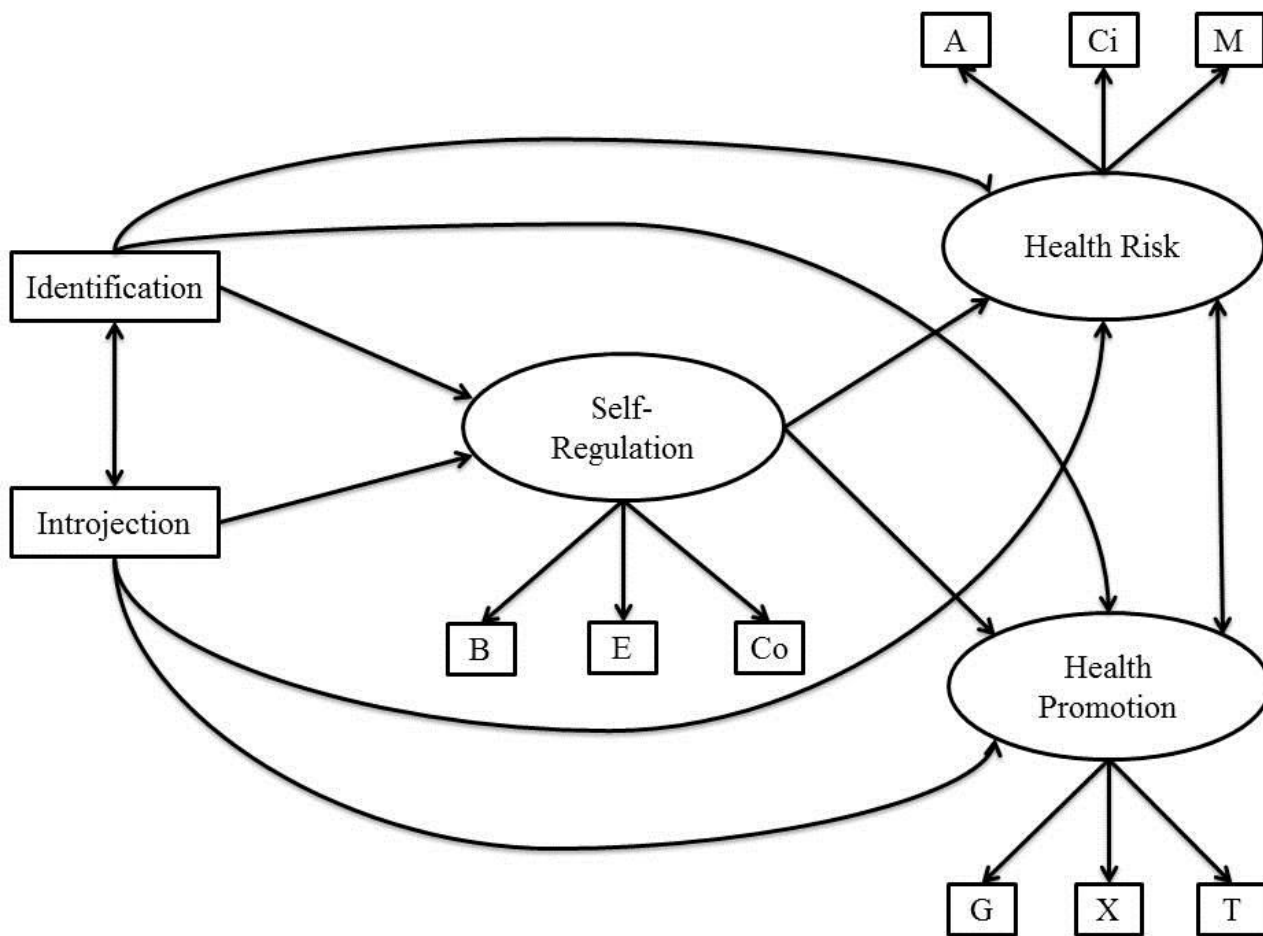 A
Ci
M
Health Risk
Identification
Self-
Regulation
Introjection
B
E
Co
Health
Promotion
G
X
T